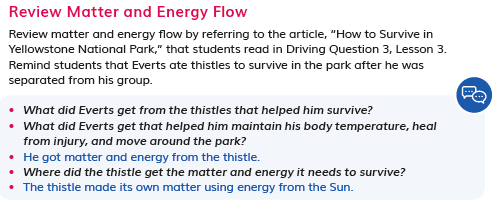 Review Matter and Energy Flow
Review matter and energy flow by referring to the article, “How to Survive in
Yellowstone National Park,” that students read in Driving Question 3, Lesson 3.
Remind students that Everts ate thistles to survive in the park after he was
separated from his group.
• What did Everts get from the thistles that helped him survive?
• What did Everts get that helped him maintain his body temperature, heal
from injury, and move around the park?
• He got matter and energy from the thistle.
• Where did the thistle get the matter and energy it needs to survive?
• The thistle made its own matter using energy from the Sun.